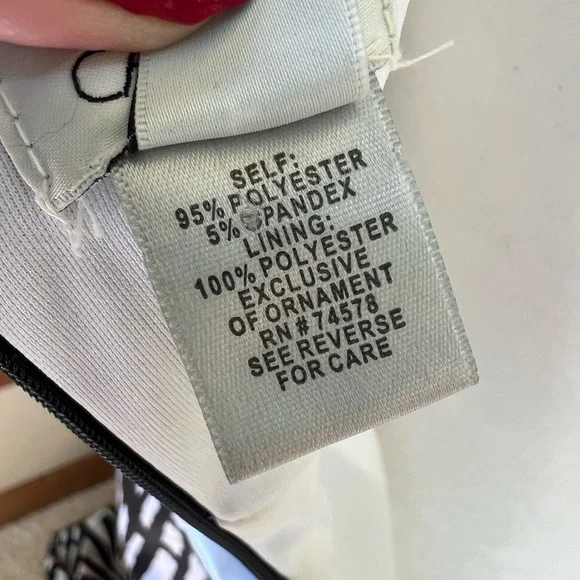 SELF:
95% POLYESTER
5% SPANDEX
LINING:
100% POLYESTER
EXCLUSIVE
OF ORNAMENT
RN# 74578
SEE REVERSE
FOR CARE